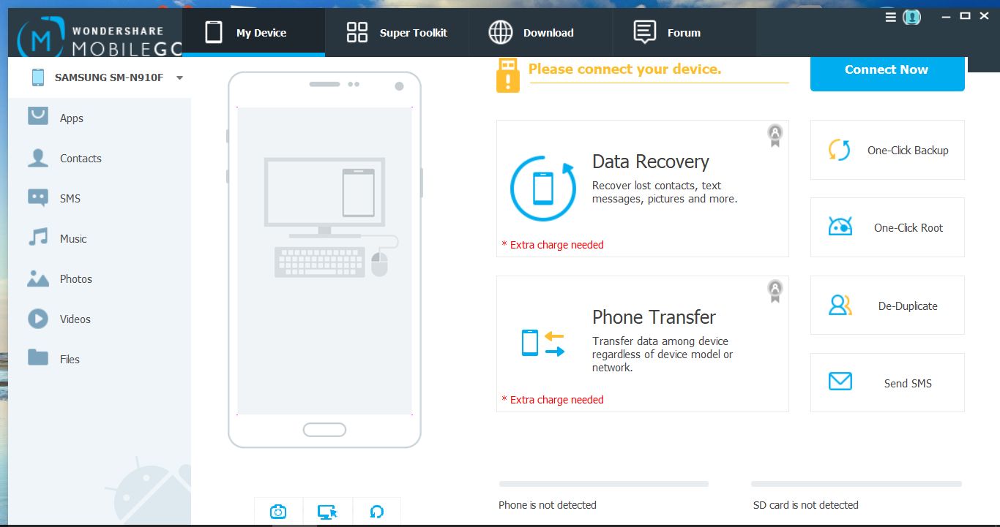 WONDERSHARE
MOBILEGO
My Device
Super Toolkit
Download
Forum
SAMSUNG SM-N910F
Apps
Contacts
SMS
Music
Photos
Videos
Files
Please connect your device.
Connect Now
Data Recovery
Recover lost contacts, text
messages, pictures and more.
* Extra charge needed
Phone Transfer
Transfer data among device
regardless of device model or
network.
* Extra charge needed
One-Click Backup
One-Click Root
De-Duplicate
Send SMS
Phone is not detected
SD card is not detected